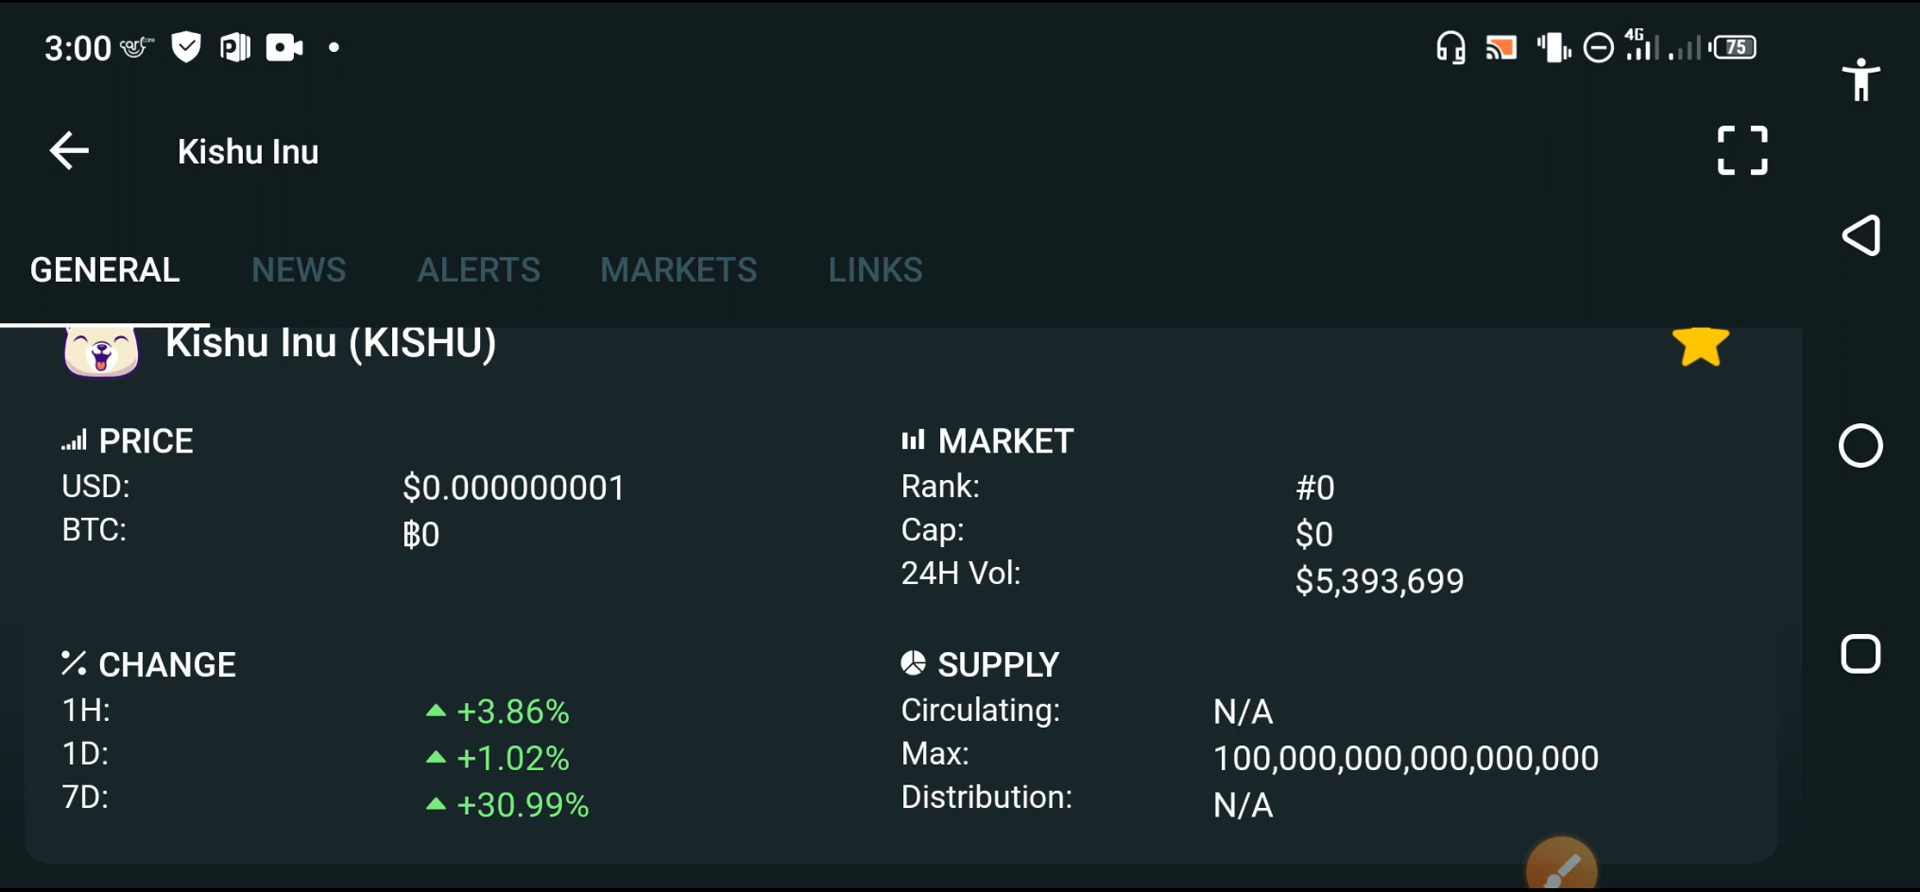 3:00
4G
75
Kishu Inu
GENERAL NEWS ALERTS MARKETS LINKS
Kishu Inu (KISHU)
PRICE
USD: $0.000000001
BTC: ฿0
MARKET
Rank: #0
Cap: $0
24H Vol: $5,393,699
CHANGE
1H: +3.86%
1D: +1.02%
7D: +30.99%
SUPPLY
Circulating: N/A
Max: 100,000,000,000,000,000
Distribution: N/A